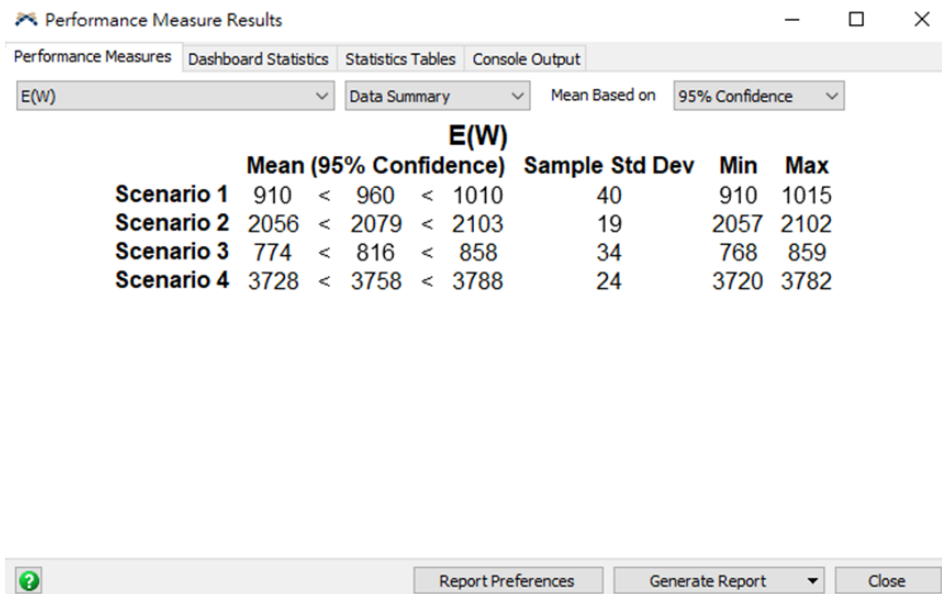 Performance Measure Results
Performance Measures Dashboard Statistics Statistics Tables Console Output
E(W) Data Summary Mean Based on 95% Confidence
E(W)
Mean (95% Confidence) Sample Std Dev Min Max
Scenario 1 910 < 960 < 1010 40 910 1015
Scenario 2 2056 < 2079 < 2103 19 2057 2102
Scenario 3 774 < 816 < 858 34 768 859
Scenario 4 3728 < 3758 < 3788 24 3720 3782
? Report Preferences Generate Report Close